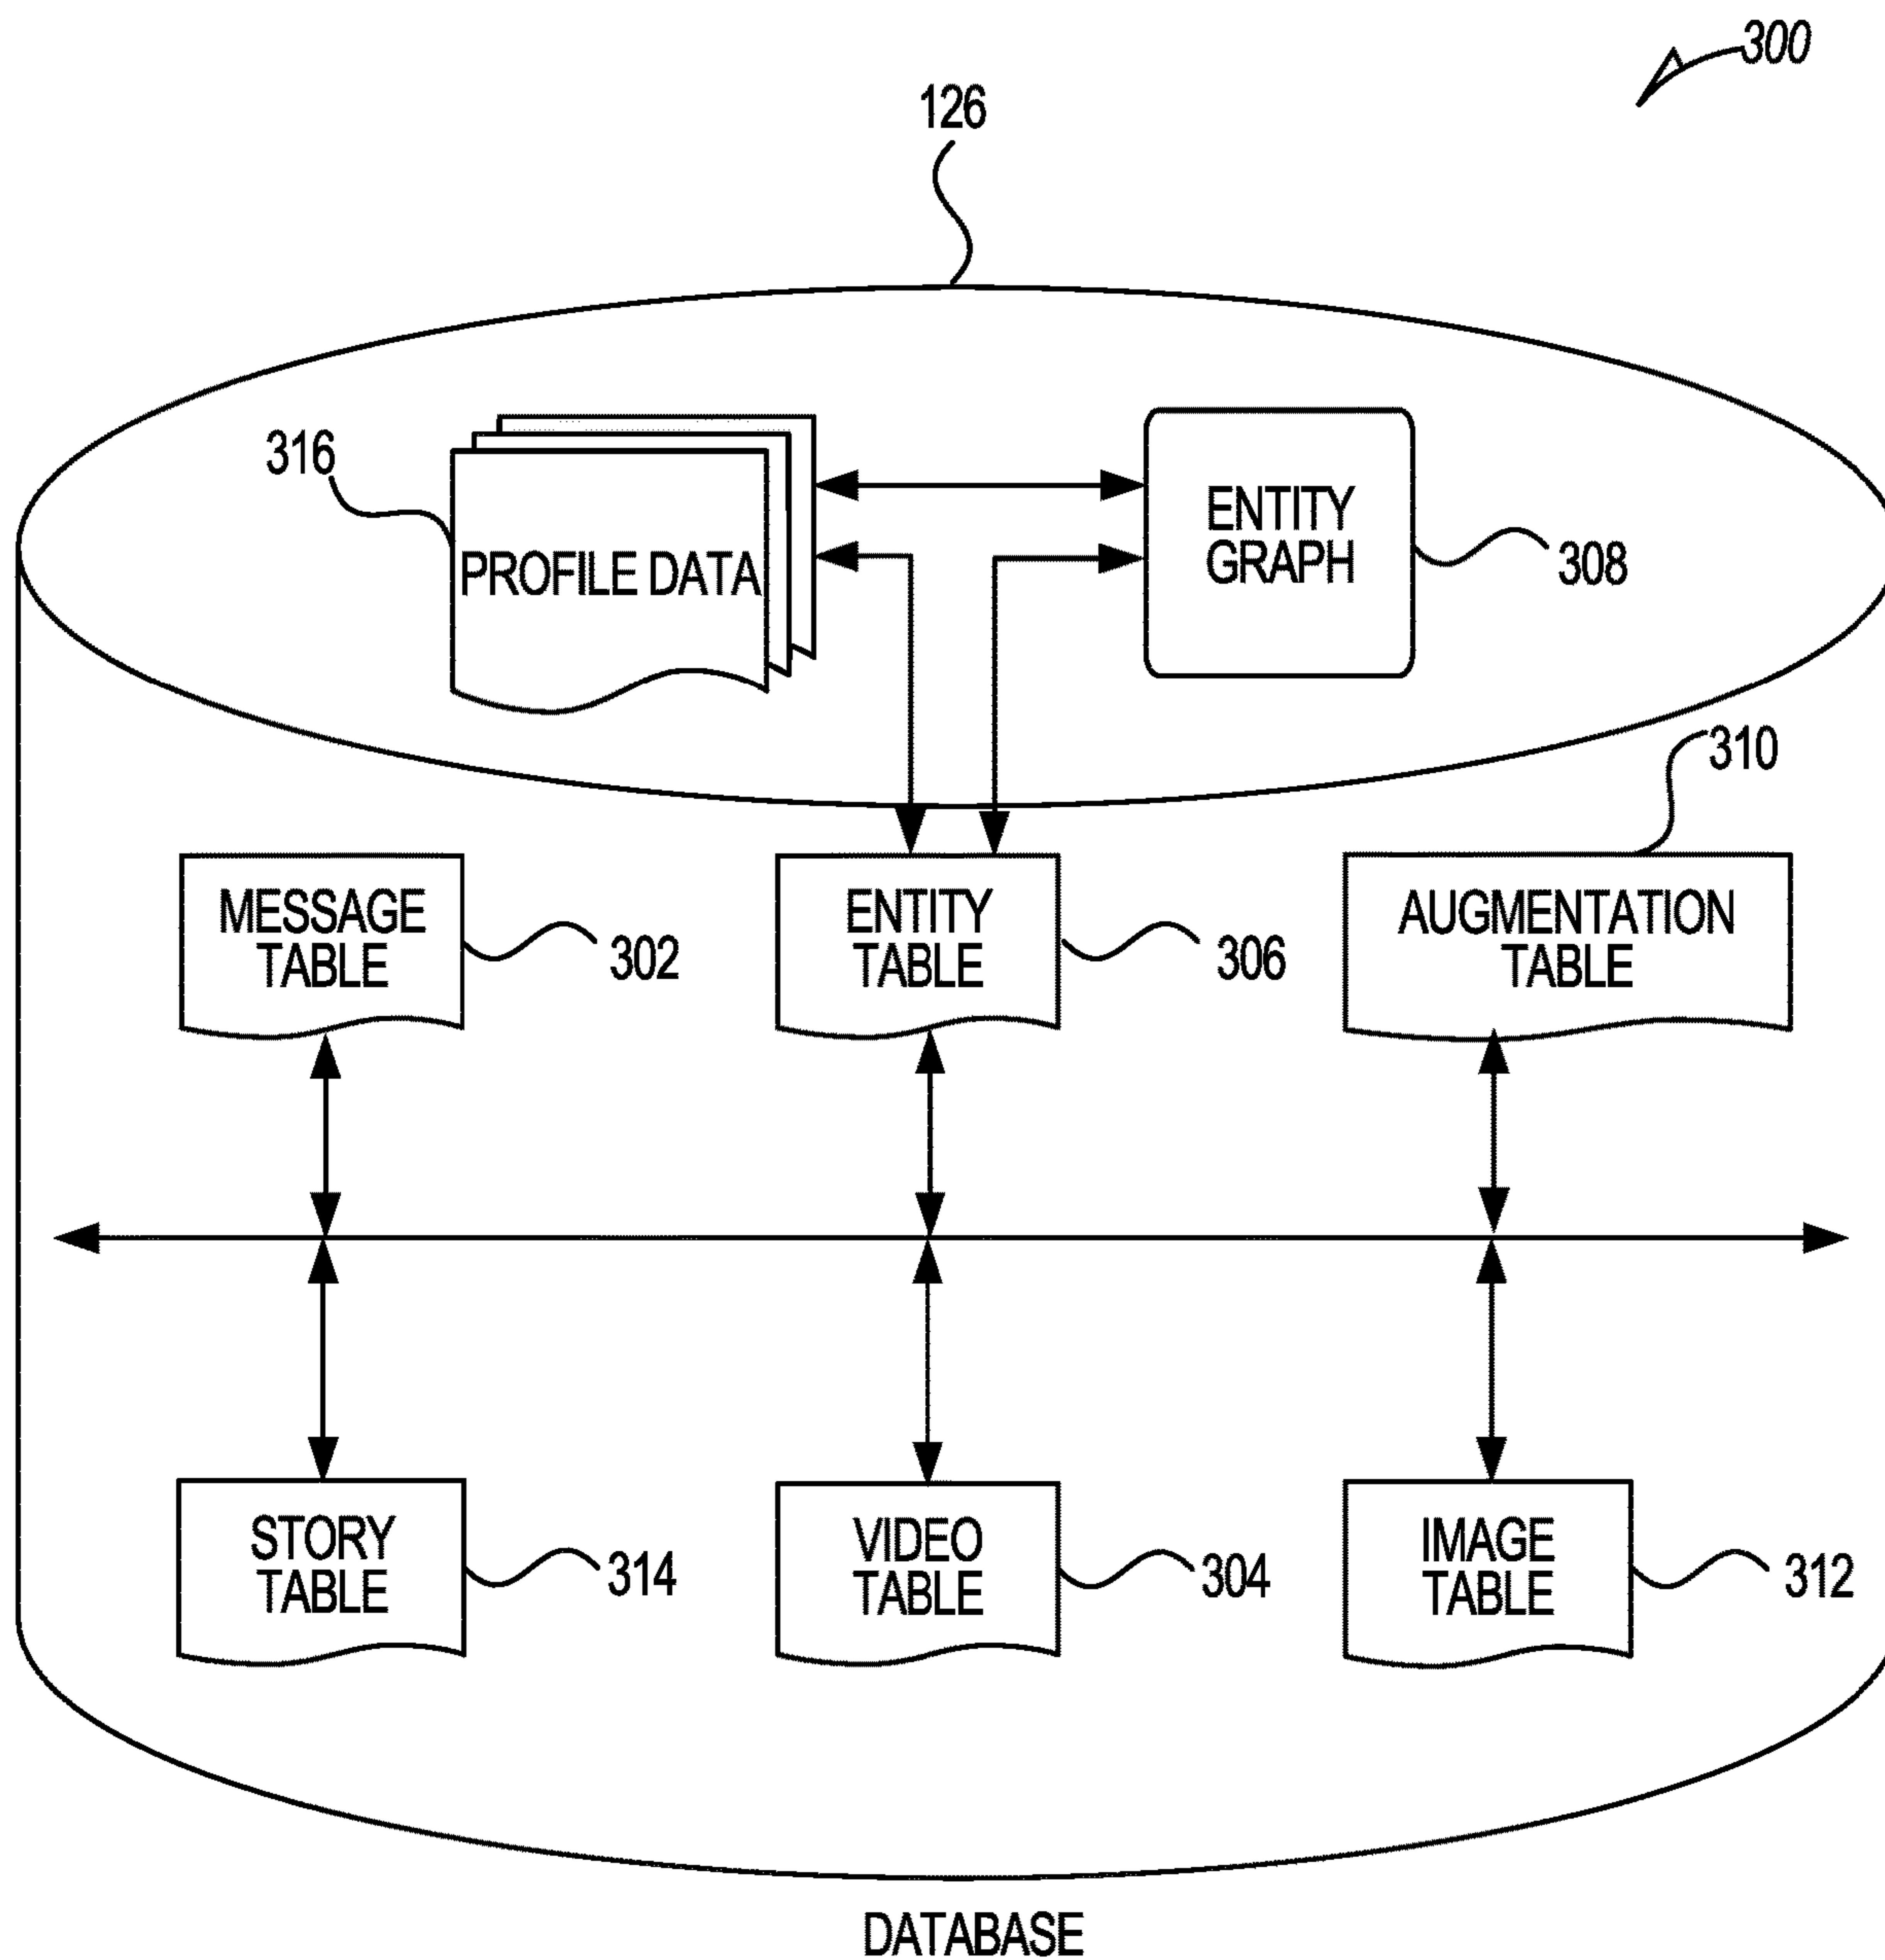 300
126
316
PROFILE DATA
ENTITY
GRAPH
308
310
MESSAGE
TABLE
302
ENTITY
TABLE
306
AUGMENTATION
TABLE
STORY
TABLE
314
VIDEO
TABLE
304
IMAGE
TABLE
312
DATABASE